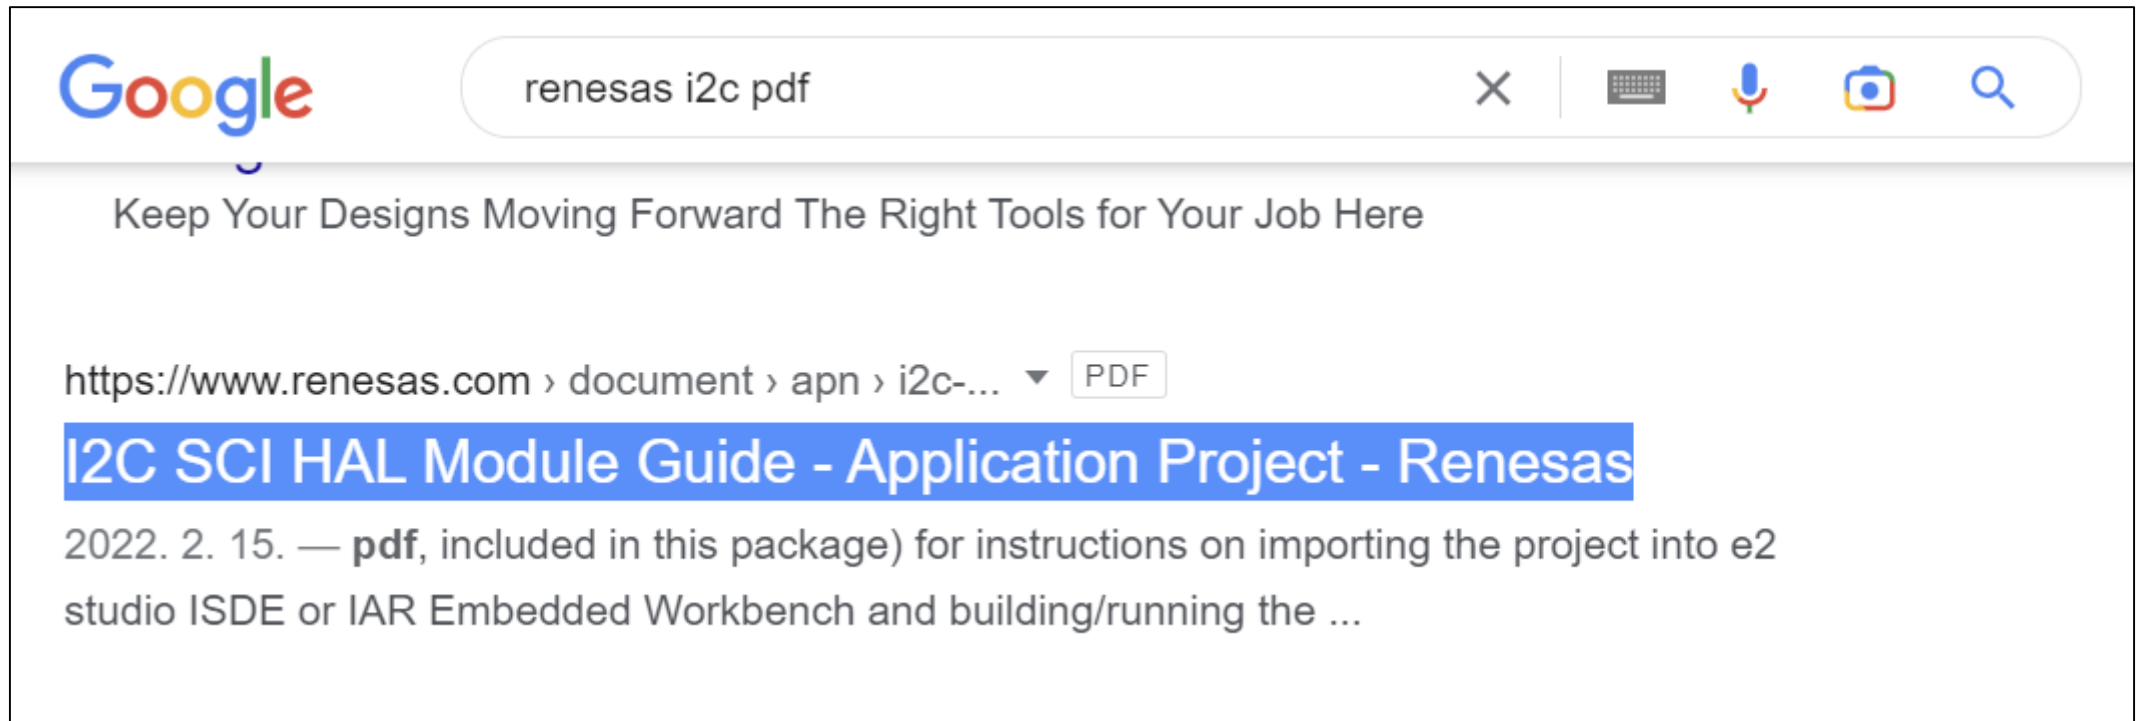 Google
renesas i2c pdf
Keep Your Designs Moving Forward The Right Tools for Your Job Here
https://www.renesas.com › document › apn › i2c-... PDF
I2C SCI HAL Module Guide - Application Project - Renesas
2022. 2. 15. — pdf, included in this package) for instructions on importing the project into e2
studio ISDE or IAR Embedded Workbench and building/running the ...